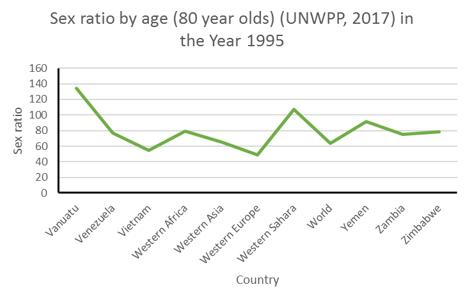 Sex ratio by age (80 year olds) (UNWPP, 2017) in
the Year 1995
160
140
120
100
80
60
40
20
0
Sex ratio
Vanuatu
Venezuela
Vietnam
Western Africa
Western Asia
Western Europe
Western Sahara
World
Yemen
Zambia
Zimbabwe
Country